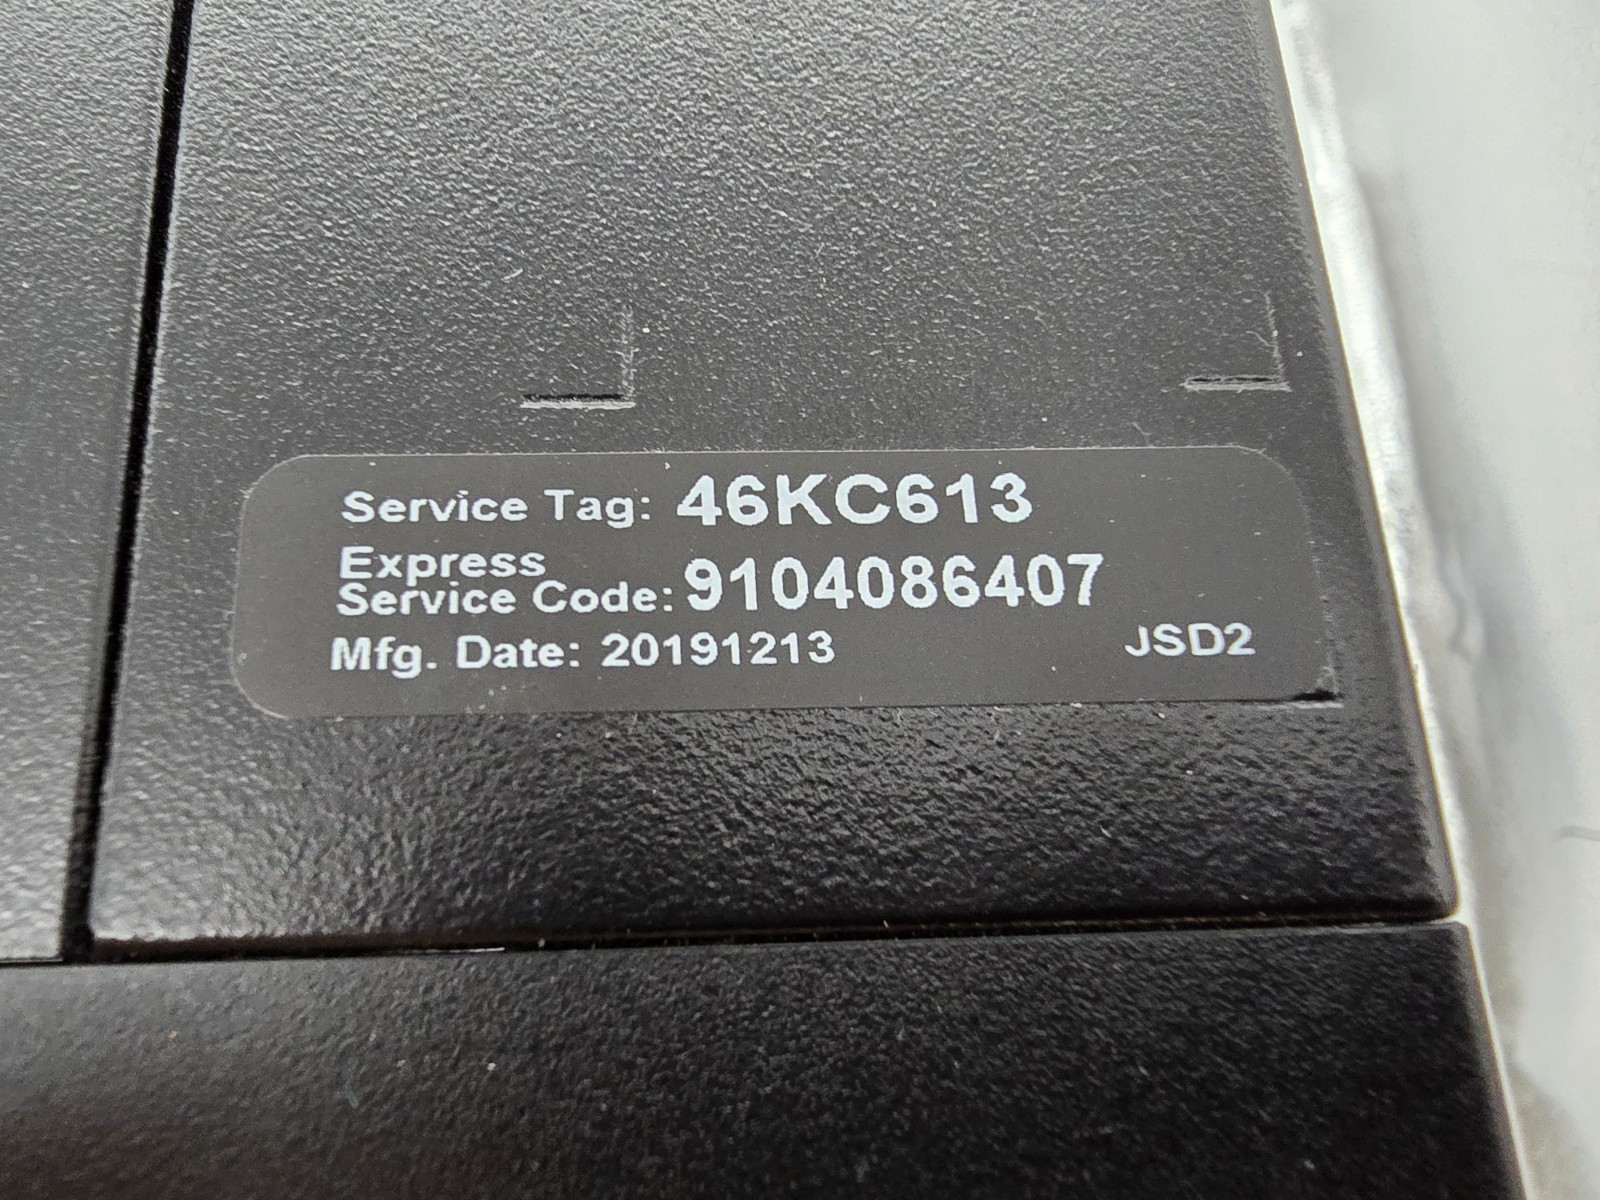 Service Tag: 46KC613
Express
Service Code: 9104086407
Mfg. Date: 20191213 JSD2